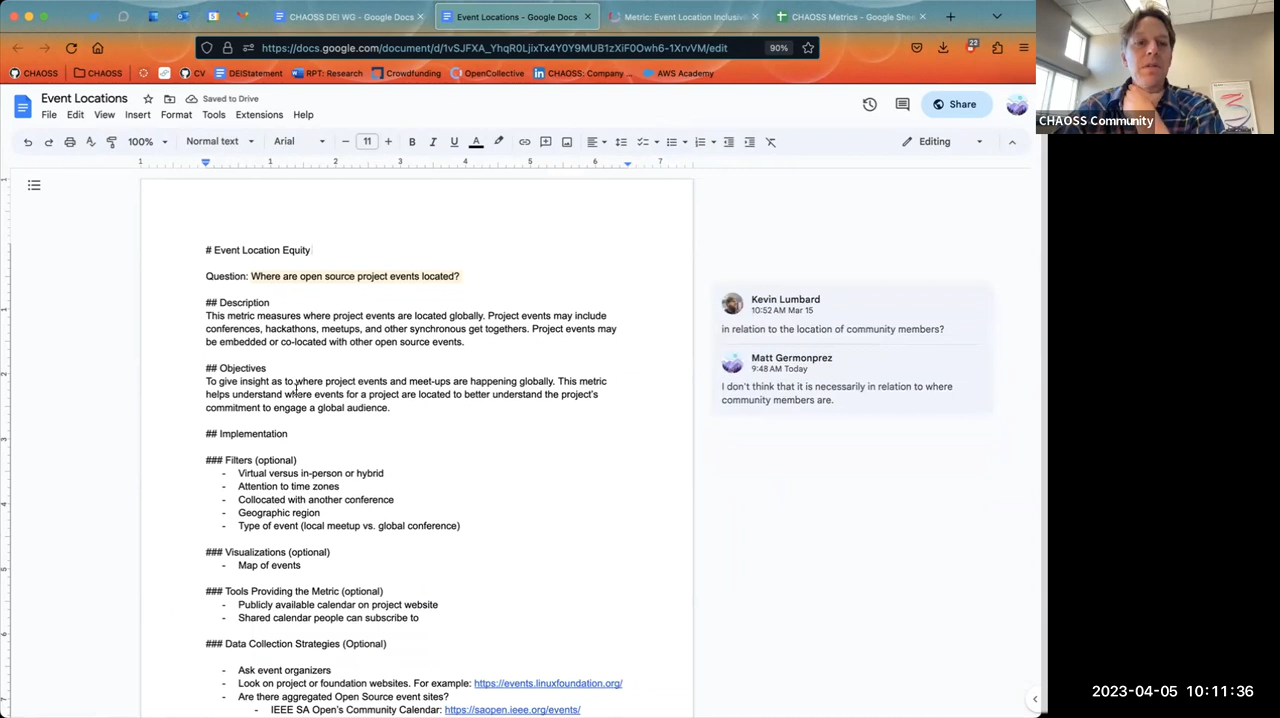 CHAOSS DEI WG - Google Docs
Event Locations - Google Docs
Metric: Event Location Inclusiv
CHAOSS Metrics - Google She
https://docs.google.com/document/d/1vSJFXA_YhqR0LjixTx4Y0Y9MUB1zXiF0Owh6-1XrvVM/edit
90%
22
CHAOSS
CHAOSS
CV
DEIStatement
RPT: Research
Crowdfunding
OpenCollective
CHAOSS: Company ...
AWS Academy
Event Locations
Saved to Drive
File Edit View Insert Format Tools Extensions Help
Share
100%
Normal text
Arial
11
Editing
1 1 2 3 4 5 6 7
# Event Location Equity
Question: Where are open source project events located?
## Description
This metric measures where project events are located globally. Project events may include
conferences, hackathons, meetups, and other synchronous get togethers. Project events may
be embedded or co-located with other open source events.
## Objectives
To give insight as to where project events and meet-ups are happening globally. This metric
helps understand where events for a project are located to better understand the project's
commitment to engage a global audience.
## Implementation
### Filters (optional)
- Virtual versus in-person or hybrid
- Attention to time zones
- Collocated with another conference
- Geographic region
- Type of event (local meetup vs. global conference)
### Visualizations (optional)
- Map of events
### Tools Providing the Metric (optional)
- Publicly available calendar on project website
- Shared calendar people can subscribe to
### Data Collection Strategies (Optional)
- Ask event organizers
- Look on project or foundation websites. For example: https://events.linuxfoundation.org/
- Are there aggregated Open Source event sites?
- IEEE SA Open's Community Calendar: https://saopen.ieee.org/events/
Kevin Lumbard
10:52 AM Mar 15
in relation to the location of community members?
Matt Germonprez
9:48 AM Today
I don't think that it is necessarily in relation to where
community members are.
CHAOSS Community
2023-04-05 10:11:36